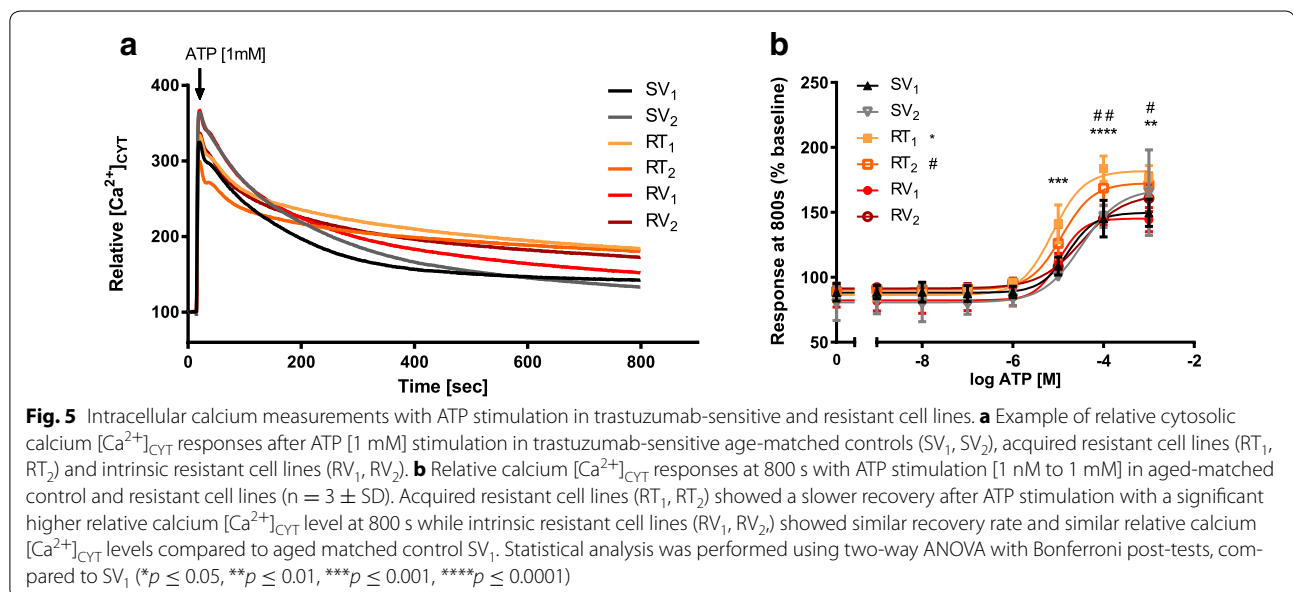 a
ATP [1mM]
Relative [Ca2+]CYT
400
300
200
100
0 200 400 600 800
Time [sec]
SV1
SV2
RT1
RT2
RV1
RV2
b
Response at 800s (% baseline)
250
200
150
100
50
0 -8 -6 -4 -2
log ATP [M]
SV1
SV2
RT1 *
RT2 #
RV1
RV2
***
##
****
#
**
Fig. 5 Intracellular calcium measurements with ATP stimulation in trastuzumab-sensitive and resistant cell lines. a Example of relative cytosolic
calcium [Ca2+]CYT responses after ATP [1 mM] stimulation in trastuzumab-sensitive age-matched controls (SV1, SV2), acquired resistant cell lines (RT1,
RT2) and intrinsic resistant cell lines (RV1, RV2). b Relative calcium [Ca2+]CYT responses at 800 s with ATP stimulation [1 nM to 1 mM] in aged-matched
control and resistant cell lines (n = 3 ± SD). Acquired resistant cell lines (RT1, RT2) showed a slower recovery after ATP stimulation with a significant
higher relative calcium [Ca2+]CYT level at 800 s while intrinsic resistant cell lines (RV1, RV2,) showed similar recovery rate and similar relative calcium
[Ca2+]CYT levels compared to aged matched control SV1. Statistical analysis was performed using two-way ANOVA with Bonferroni post-tests, com-
pared to SV1 (*p ≤ 0.05, **p ≤ 0.01, ***p ≤ 0.001, ****p ≤ 0.0001)